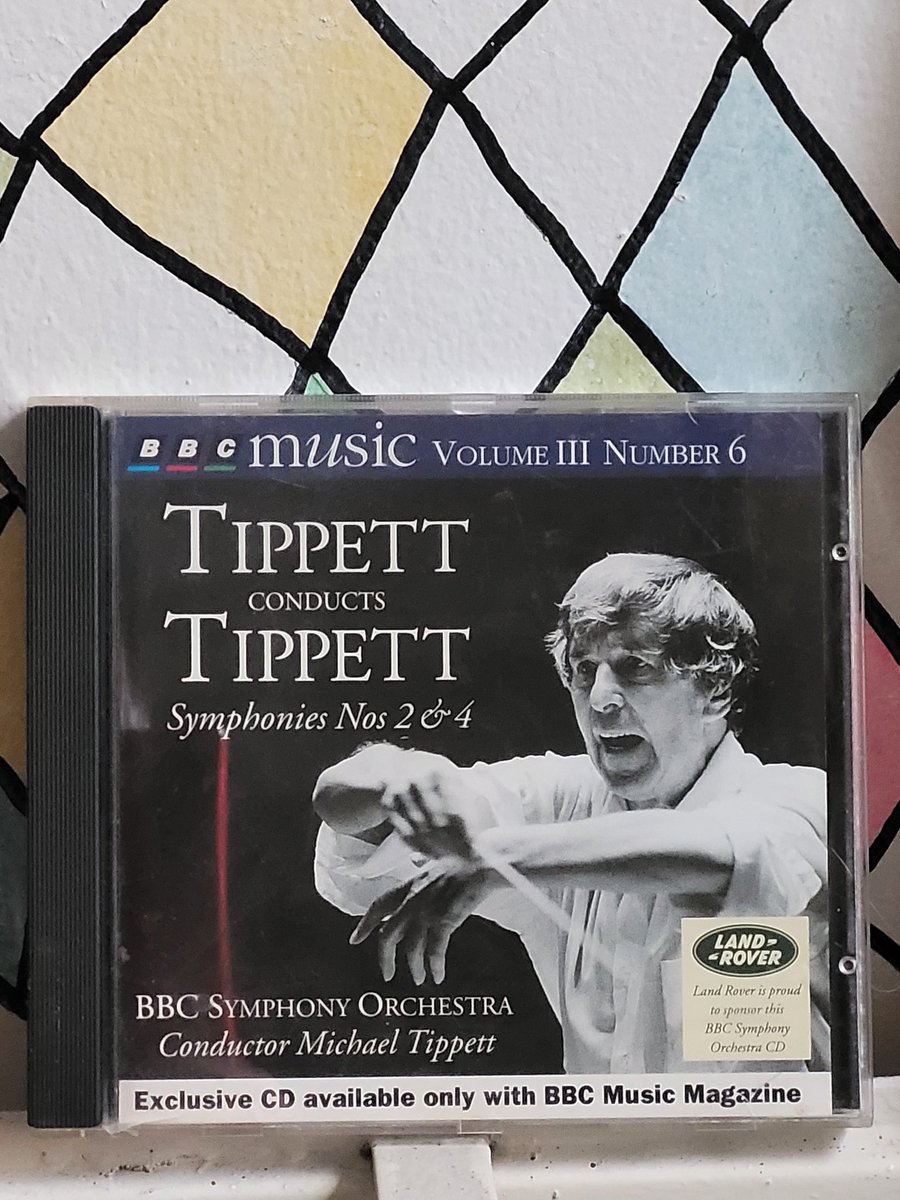 BBC music VOLUME III NUMBER 6
TIPPETT
CONDUCTS
TIPPETT
Symphonies Nos 2 & 4
BBC SYMPHONY ORCHESTRA
Conductor Michael Tippett
LAND-
-ROVER
Land Rover is proud
to sponsor this
BBC Symphony
Orchestra CD
Exclusive CD available only with BBC Music Magazine